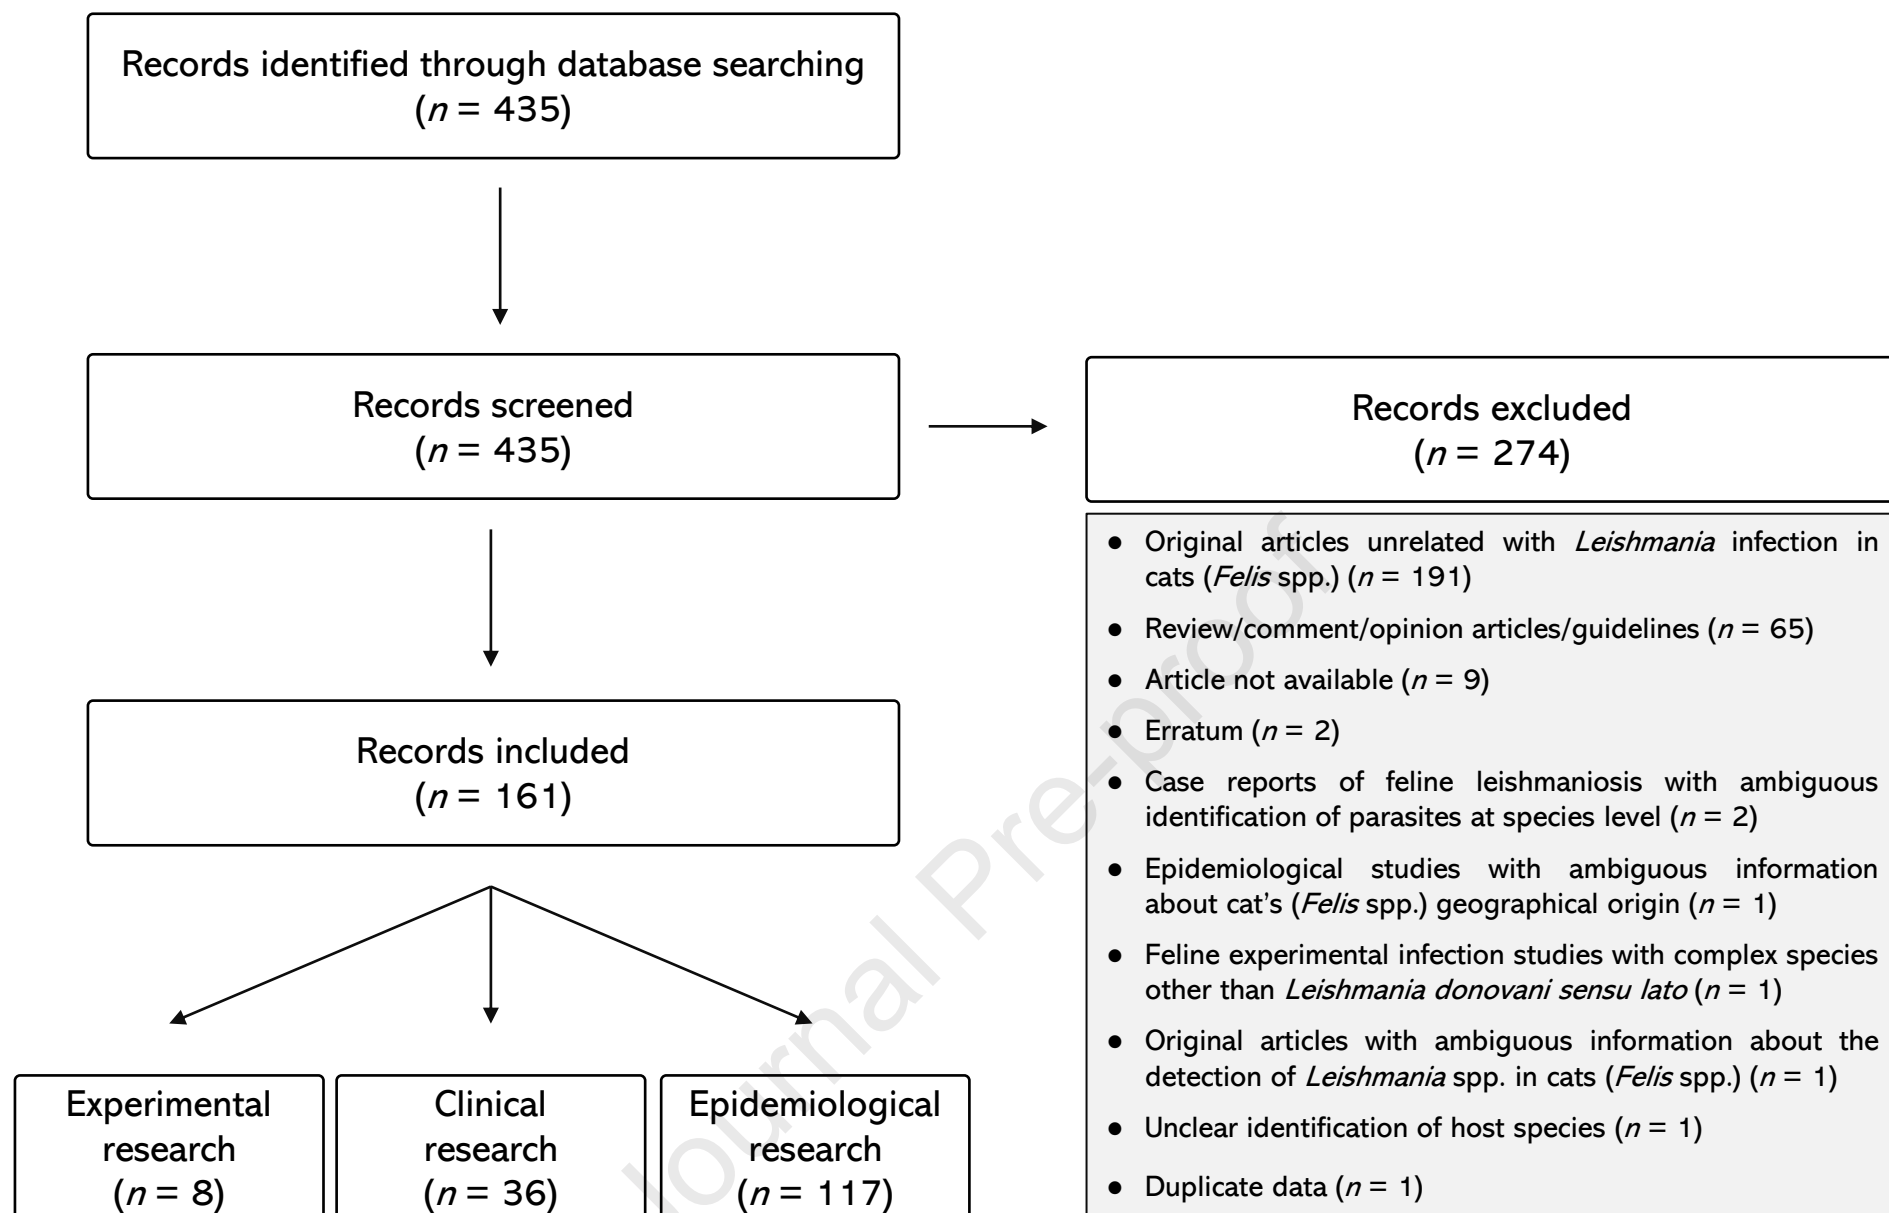 Records identified through database searching
(n = 435)
Records screened
(n = 435)
Records excluded
(n = 274)
● Original articles unrelated with Leishmania infection in
cats (Felis spp.) (n = 191)
● Review/comment/opinion articles/guidelines (n = 65)
● Article not available (n = 9)
● Erratum (n = 2)
● Case reports of feline leishmaniosis with ambiguous
identification of parasites at species level (n = 2)
● Epidemiological studies with ambiguous information
about cat's (Felis spp.) geographical origin (n = 1)
● Feline experimental infection studies with complex species
other than Leishmania donovani sensu lato (n = 1)
● Original articles with ambiguous information about the
detection of Leishmania spp. in cats (Felis spp.) (n = 1)
● Unclear identification of host species (n = 1)
● Duplicate data (n = 1)
Records included
(n = 161)
Experimental
research
(n = 8)
Clinical
research
(n = 36)
Epidemiological
research
(n = 117)
Journal Pre-proof